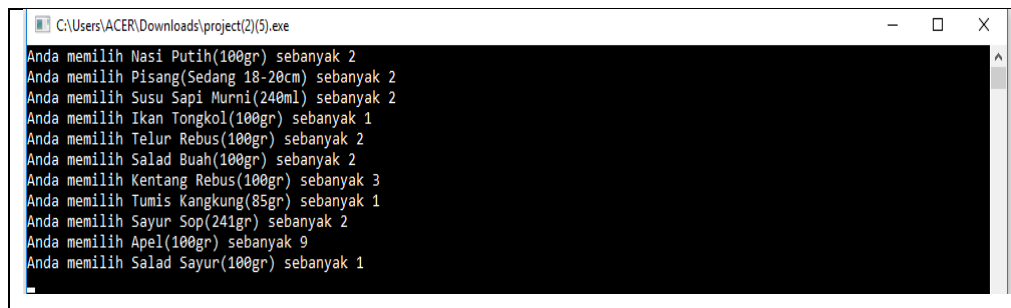 C:\Users\ACER\Downloads\project(2)(5).exe
Anda memilih Nasi Putih(100gr) sebanyak 2
Anda memilih Pisang(Sedang 18-20cm) sebanyak 2
Anda memilih Susu Sapi Murni(240ml) sebanyak 2
Anda memilih Ikan Tongkol(100gr) sebanyak 1
Anda memilih Telur Rebus(100gr) sebanyak 2
Anda memilih Salad Buah(100gr) sebanyak 2
Anda memilih Kentang Rebus(100gr) sebanyak 3
Anda memilih Tumis Kangkung(85gr) sebanyak 1
Anda memilih Sayur Sop(241gr) sebanyak 2
Anda memilih Apel(100gr) sebanyak 9
Anda memilih Salad Sayur(100gr) sebanyak 1